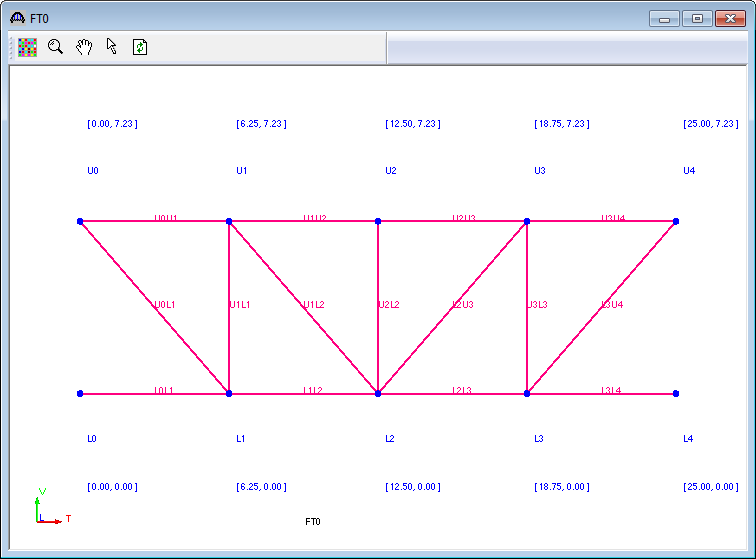 FT0
[0.00, 7.23] [6.25, 7.23] [12.50, 7.23] [18.75, 7.23] [25.00, 7.23]
U0 U1 U2 U3 U4
U0U1 U1U2 U2U3 U3U4
U0L1 U1L1 U1L2 U2L2 L2U3 U3L3 L3U4
L0L1 L1L2 L2L3 L3L4
L0 L1 L2 L3 L4
[0.00, 0.00] [6.25, 0.00] [12.50, 0.00] [18.75, 0.00] [25.00, 0.00]
V
L T
FT0